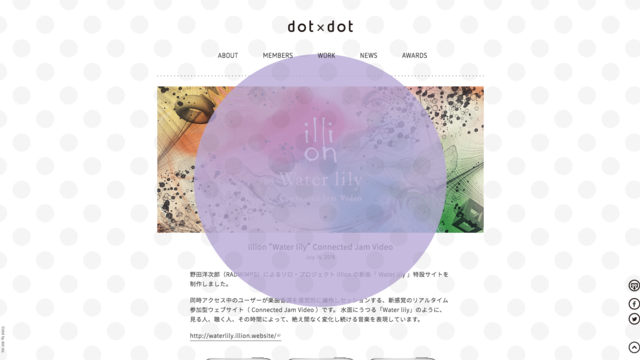 dot×dot
ABOUT MEMBERS WORK NEWS AWARDS
illi
on
Water lily
illion "Water lily" Connected Jam Video
July 14, 2016
野田洋次郎（RADWIMPS）によるソロ・プロジェクト illion の新曲「 Water lily 」特設サイトを
制作しました。
同時アクセス中のユーザーが楽曲 セッションする、新感覚のリアルタイム
参加型ウェブサイト（ Connected Jam Video ）です。 水面にうつる「Water lily」のように、
見る人、聴く人、その時間によって、絶え間なく変化し続ける音楽を表現しています。
http://waterlily.illion.website/